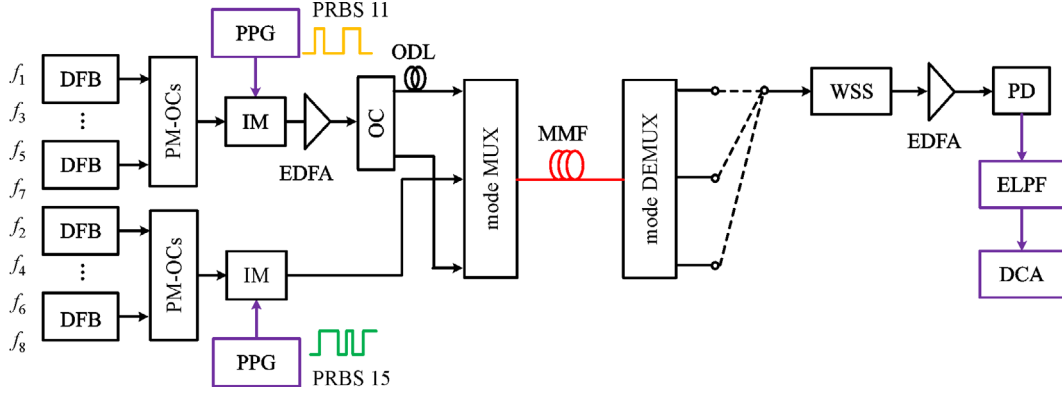 PRBS 11
PPG
ODL
f1
DFB
f3
...
f5
DFB
f7
PM-OCs
IM
EDFA
OC
mode MUX
MMF
mode DEMUX
WSS
EDFA
PD
ELPF
DCA
f2
DFB
f4
...
f6
DFB
f8
PM-OCs
IM
PPG
PRBS 15